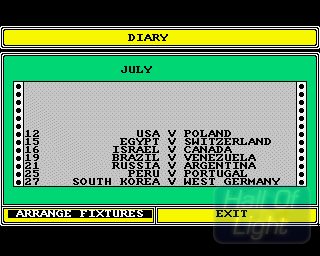 DIARY
JULY
12 USA V POLAND
15 EGYPT V SWITZERLAND
16 ISRAEL V CANADA
19 BRAZIL V VENEZUELA
21 RUSSIA V ARGENTINA
25 PERU V PORTUGAL
27 SOUTH KOREA V WEST GERMANY
ARRANGE FIXTURES EXIT
Hall Of Light